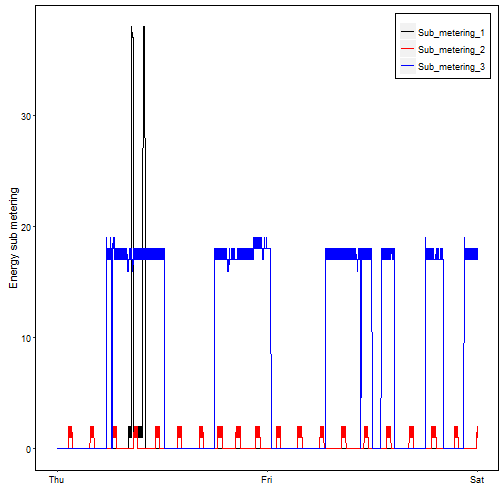 Sub_metering_1
Sub_metering_2
Sub_metering_3
Energy sub metering
30
20
10
0
Thu Fri Sat